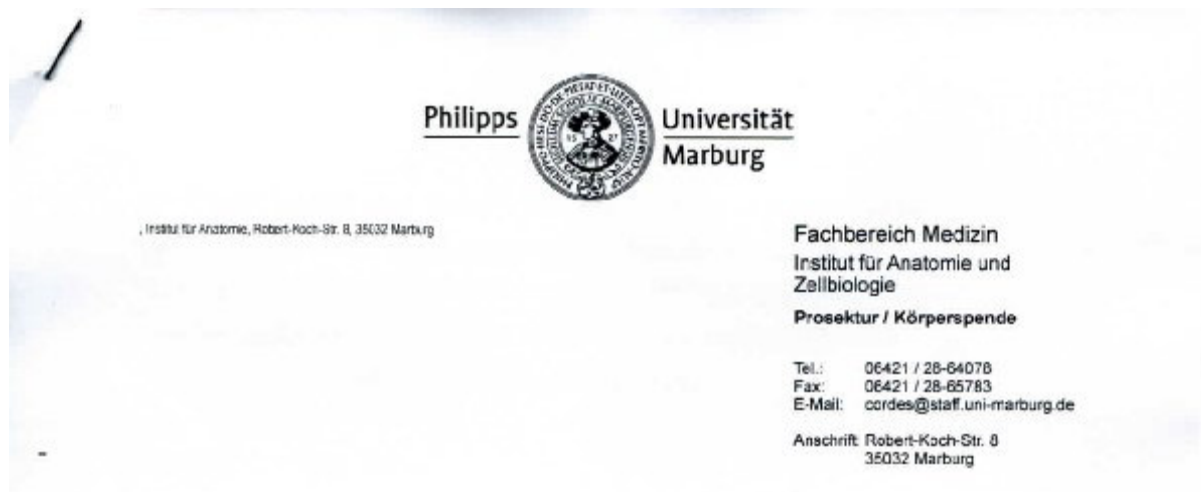 Philipps
Universität
Marburg
, Institut für Anatomie, Robert-Koch-Str. 8, 35032 Marburg
Fachbereich Medizin
Institut für Anatomie und
Zellbiologie
Prosektur / Körperspende
Tel.: 06421 / 28-64078
Fax: 06421 / 28-65783
E-Mail: cordes@staff.uni-marburg.de
Anschrift Robert-Koch-Str. 8
35032 Marburg